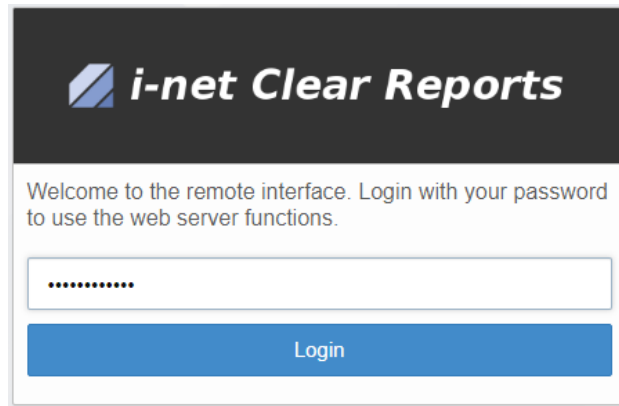 i-net Clear Reports
Welcome to the remote interface. Login with your password
to use the web server functions.
••••••••••••
Login